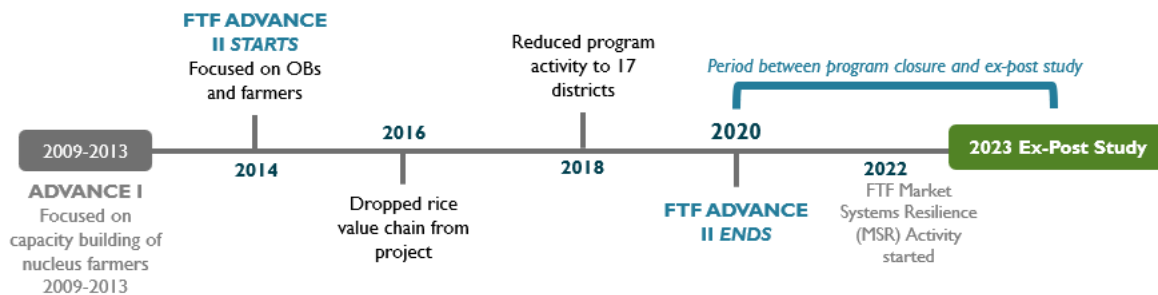 FTF ADVANCE
II STARTS
Focused on OBs
and farmers
Reduced program
activity to 17
districts
Period between program closure and ex-post study
2009-2013
2014
2016
2018
2020
2022
2023 Ex-Post Study
ADVANCE I
Focused on
capacity building of
nucleus farmers
2009-2013
Dropped rice
value chain from
project
FTF ADVANCE
II ENDS
FTF Market
Systems Resilience
(MSR) Activity
started